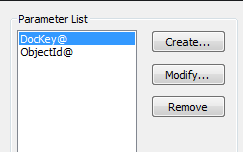 Parameter List
DocKey@
ObjectId@
Create...
Modify...
Remove